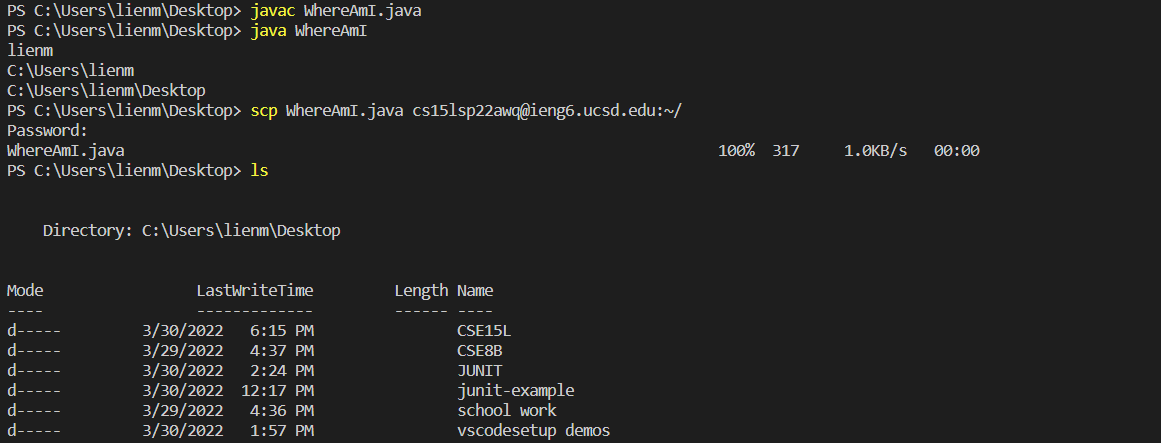 PS C:\Users\lienm\Desktop> javac WhereAmI.java
PS C:\Users\lienm\Desktop> java WhereAmI
lienm
C:\Users\lienm
C:\Users\lienm\Desktop
PS C:\Users\lienm\Desktop> scp WhereAmI.java cs15lsp22awq@ieng6.ucsd.edu:~/
Password:
WhereAmI.java 100% 317 1.0KB/s 00:00
PS C:\Users\lienm\Desktop> ls
Directory: C:\Users\lienm\Desktop
Mode LastWriteTime Length Name
---- ------------- ------ ----
d----- 3/30/2022 6:15 PM CSE15L
d----- 3/29/2022 4:37 PM CSE8B
d----- 3/30/2022 2:24 PM JUNIT
d----- 3/30/2022 12:17 PM junit-example
d----- 3/29/2022 4:36 PM school work
d----- 3/30/2022 1:57 PM vscodesetup demos